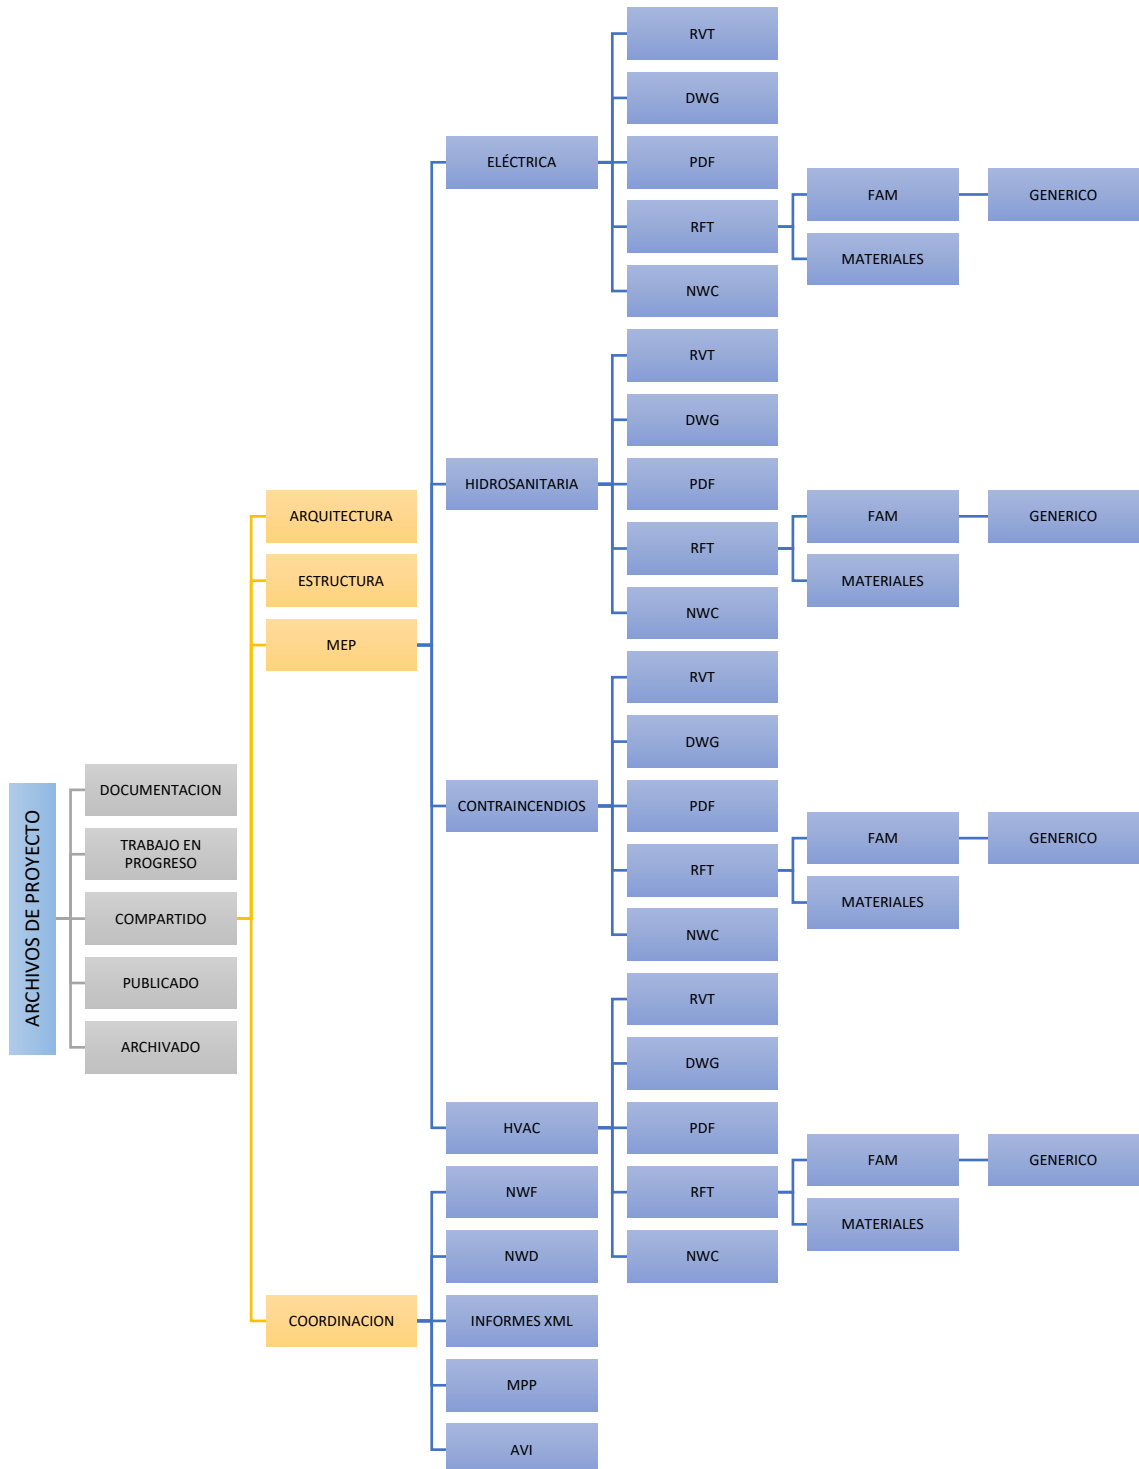 ARCHIVOS DE PROYECTO
DOCUMENTACION
TRABAJO EN
PROGRESO
COMPARTIDO
ARQUITECTURA
ESTRUCTURA
MEP
ELÉCTRICA
RVT
DWG
PDF
RFT
FAM
GENERICO
MATERIALES
NWC
HIDROSANITARIA
RVT
DWG
PDF
RFT
FAM
GENERICO
MATERIALES
NWC
CONTRAINCENDIOS
RVT
DWG
PDF
RFT
FAM
GENERICO
MATERIALES
NWC
HVAC
RVT
DWG
PDF
RFT
FAM
GENERICO
MATERIALES
NWC
COORDINACION
NWF
NWD
INFORMES XML
MPP
AVI
PUBLICADO
ARCHIVADO